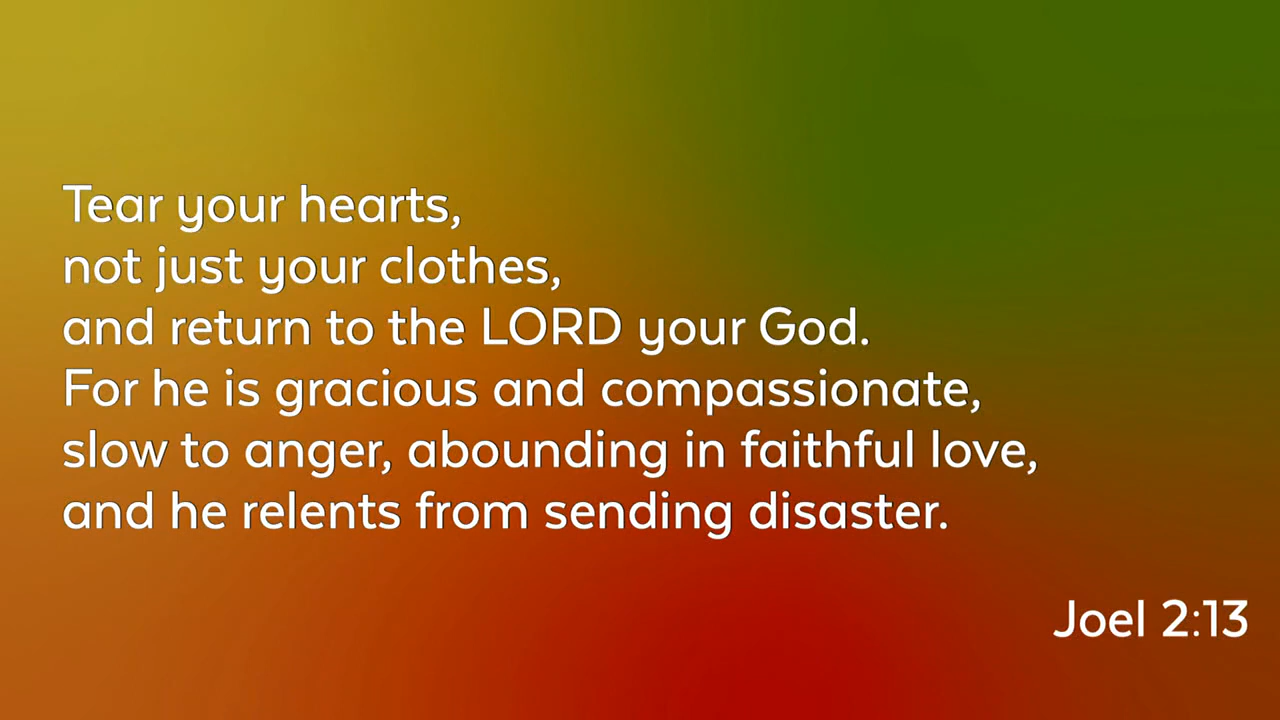 Tear your hearts,
not just your clothes,
and return to the LORD your God.
For he is gracious and compassionate,
slow to anger, abounding in faithful love,
and he relents from sending disaster.
Joel 2:13